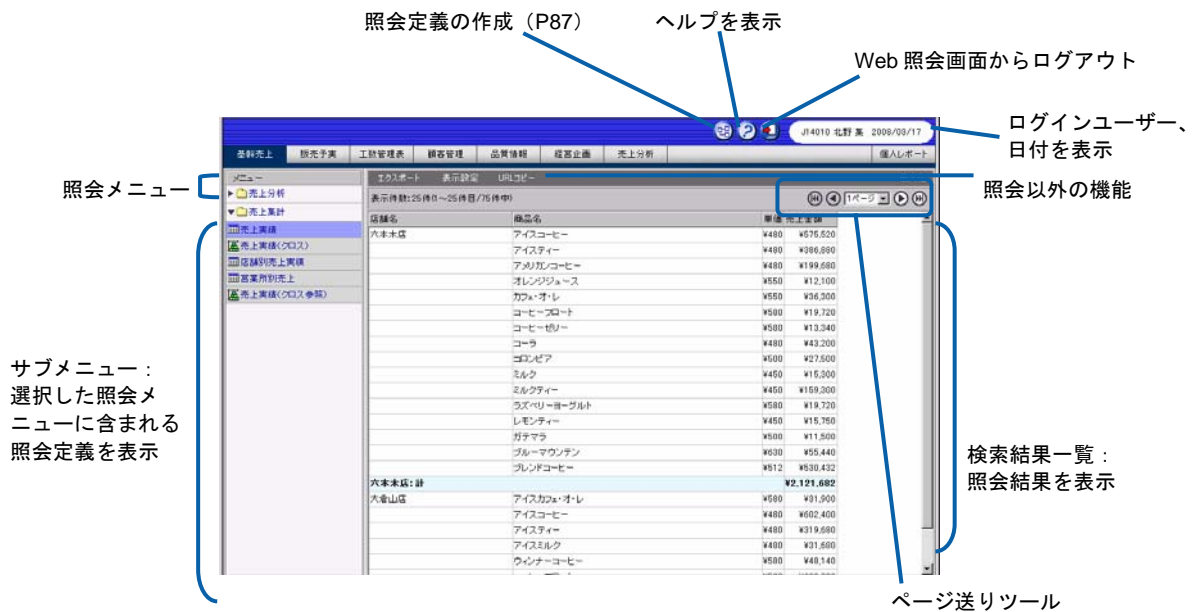 照会定義の作成（P87）
ヘルプを表示
Web 照会画面からログアウト
ログインユーザー、
日付を表示
J14010 北野 集 2008/03/17
基幹売上 販売予実 工数管理表 顧客管理 品質情報 経営企画 売上分析 個人レポート
照会メニュー
メニュー
売上分析
売上集計
売上実績
売上実績(クロス)
店舗別売上実績
営業所別売上
売上実績(クロス参照)
エクスポート 表示設定 URLコピー
照会以外の機能
表示件数:25件(1～25件目/75件中)
1ページ
店舗名 商品名 単価 売上金額
六本木店 アイスコーヒー ¥480 ¥575,520
アイスティー ¥480 ¥386,880
アメリカンコーヒー ¥480 ¥199,680
オレンジジュース ¥550 ¥12,100
カフェ・オ・レ ¥550 ¥36,300
コーヒーフロート ¥580 ¥19,720
コーヒーゼリー ¥580 ¥13,340
コーラ ¥480 ¥43,200
コロンビア ¥500 ¥27,500
ミルク ¥450 ¥15,300
ミルクティー ¥450 ¥159,300
ラズベリーヨーグルト ¥580 ¥19,720
レモンティー ¥450 ¥15,750
ガテマラ ¥500 ¥11,500
ブルーマウンテン ¥630 ¥55,440
ブレンドコーヒー ¥512 ¥530,432
六本木店:計 ¥2,121,682
六倉山店 アイスカフェ・オ・レ ¥580 ¥31,900
アイスコーヒー ¥480 ¥602,400
アイスティー ¥480 ¥319,680
アイスミルク ¥480 ¥31,680
ウィンナーコーヒー ¥580 ¥48,140
サブメニュー：
選択した照会メ
ニューに含まれる
照会定義を表示
検索結果一覧：
照会結果を表示
ページ送りツール